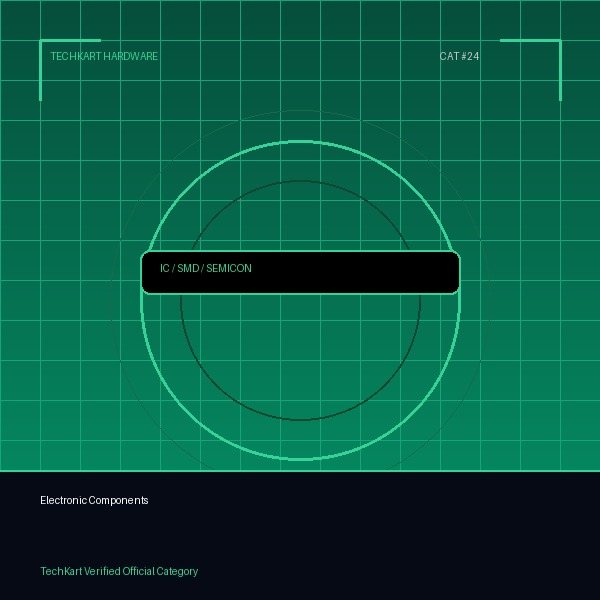 TECHKART HARDWARE
CAT #24
IC / SMD / SEMICON
Electronic Components
TechKart Verified Official Category